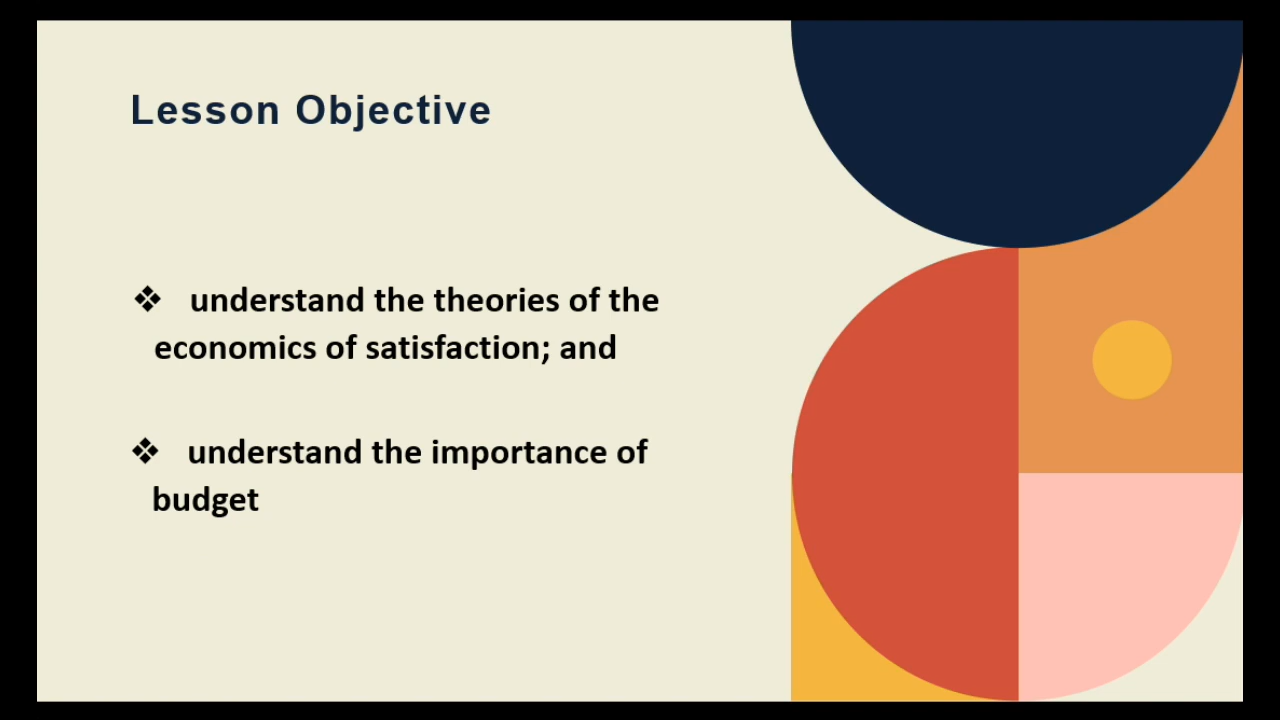 Lesson Objective
❖ understand the theories of the
economics of satisfaction; and
❖ understand the importance of
budget